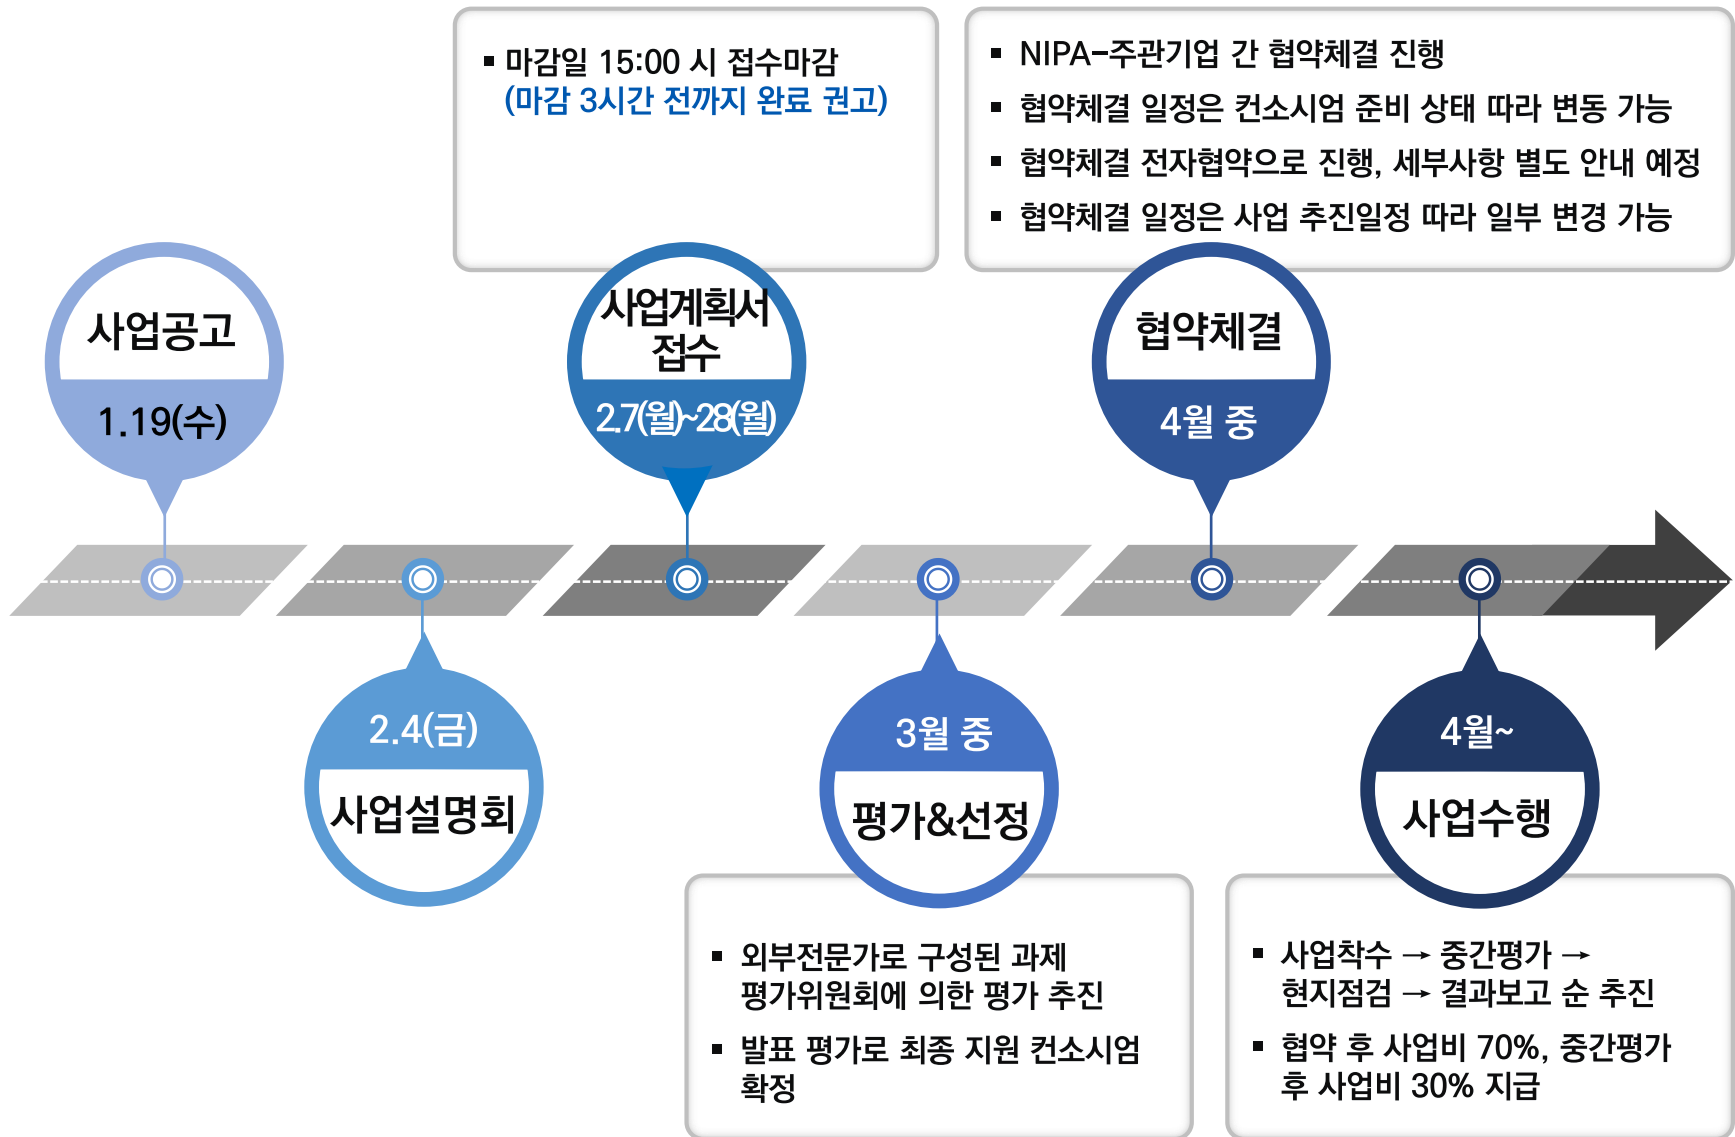 ▪ 마감일 15:00 시 접수마감
(마감 3시간 전까지 완료 권고)
▪ NIPA-주관기업 간 협약체결 진행
▪ 협약체결 일정은 컨소시엄 준비 상태 따라 변동 가능
▪ 협약체결 전자협약으로 진행, 세부사항 별도 안내 예정
▪ 협약체결 일정은 사업 추진일정 따라 일부 변경 가능
사업공고
1.19(수)
사업계획서
접수
2.7(월)~28(월)
협약체결
4월 중
2.4(금)
사업설명회
3월 중
평가&선정
4월~
사업수행
▪ 외부전문가로 구성된 과제
평가위원회에 의한 평가 추진
▪ 발표 평가로 최종 지원 컨소시엄
확정
▪ 사업착수 → 중간평가 →
현지점검 → 결과보고 순 추진
▪ 협약 후 사업비 70%, 중간평가
후 사업비 30% 지급